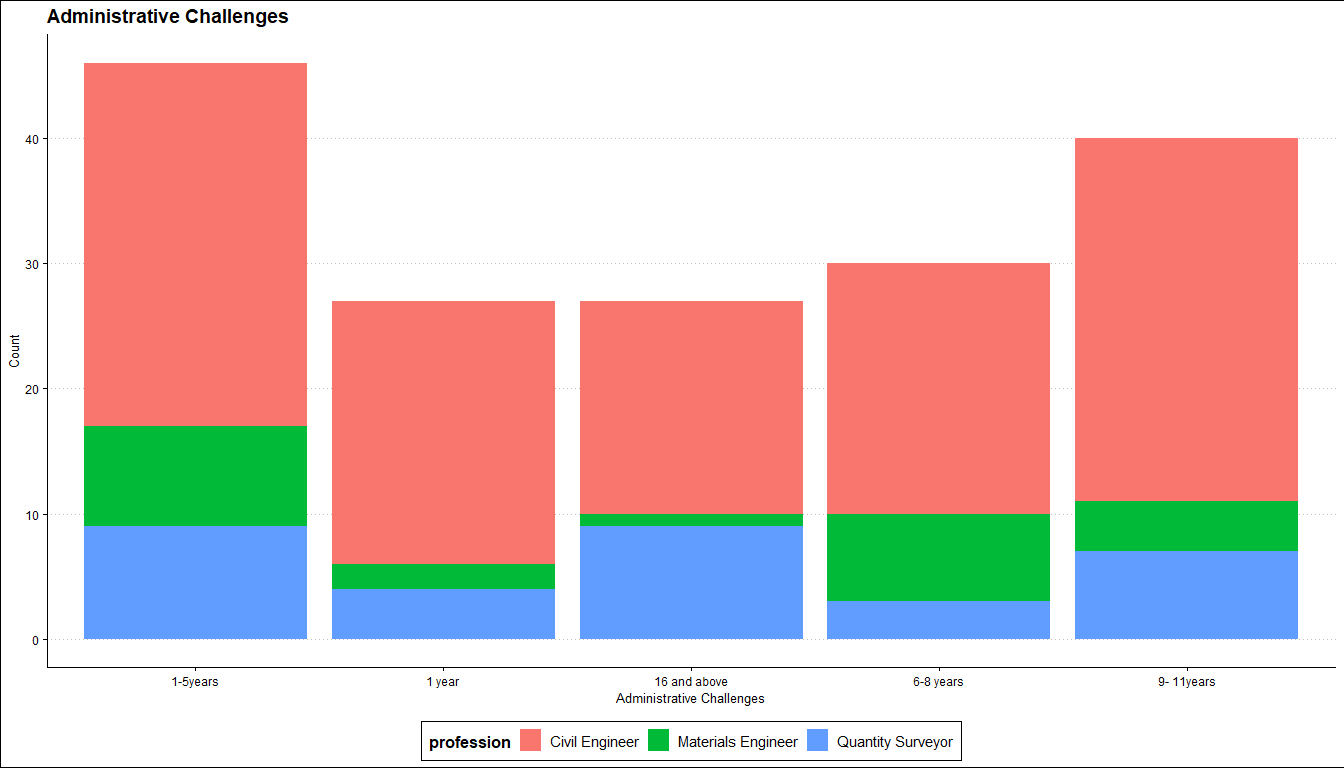 Administrative Challenges
Count
40
30
20
10
0
1-5years 1 year 16 and above 6-8 years 9- 11years
Administrative Challenges
profession Civil Engineer Materials Engineer Quantity Surveyor